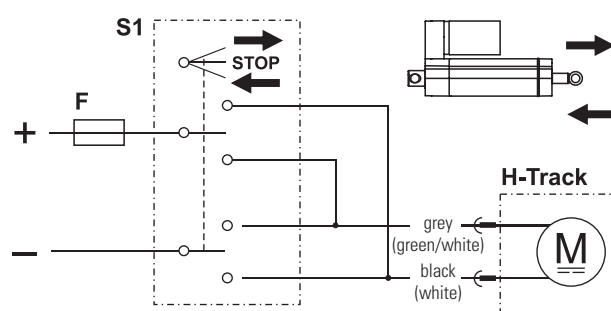 S1
STOP
F
+
−
H-Track
grey
(green/white)
black
(white)
M